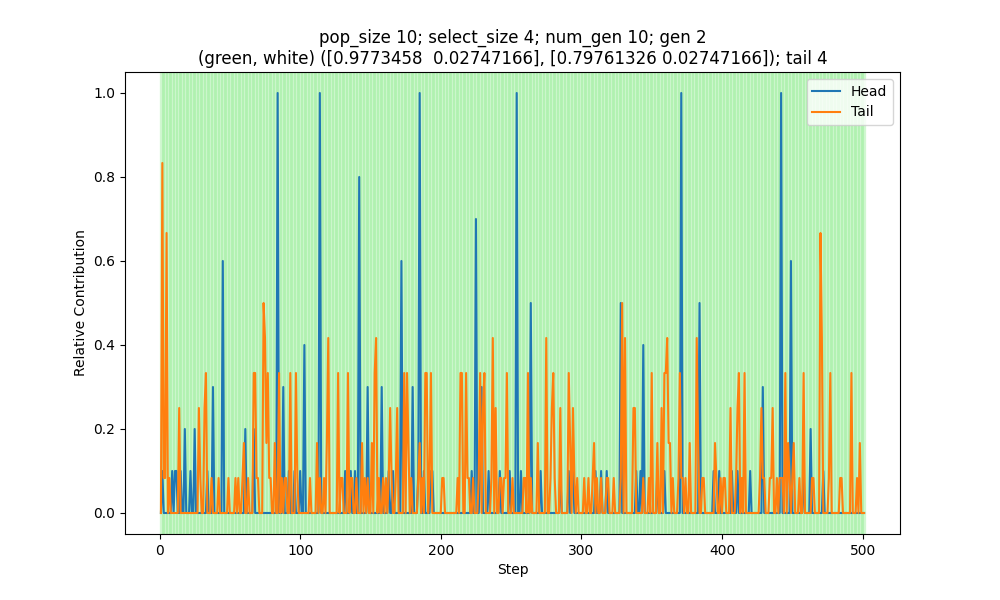 pop_size 10; select_size 4; num_gen 10; gen 2
(green, white) ([0.9773458  0.02747166], [0.79761326 0.02747166]); tail 4
Head
Tail
Relative Contribution
1.0
0.8
0.6
0.4
0.2
0.0
0 100 200 300 400 500
Step